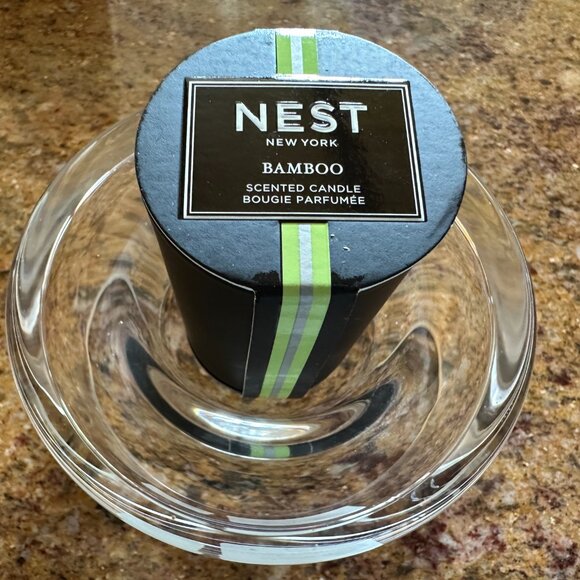 NEST
NEW YORK
BAMBOO
SCENTED CANDLE
BOUGIE PARFUMÉE